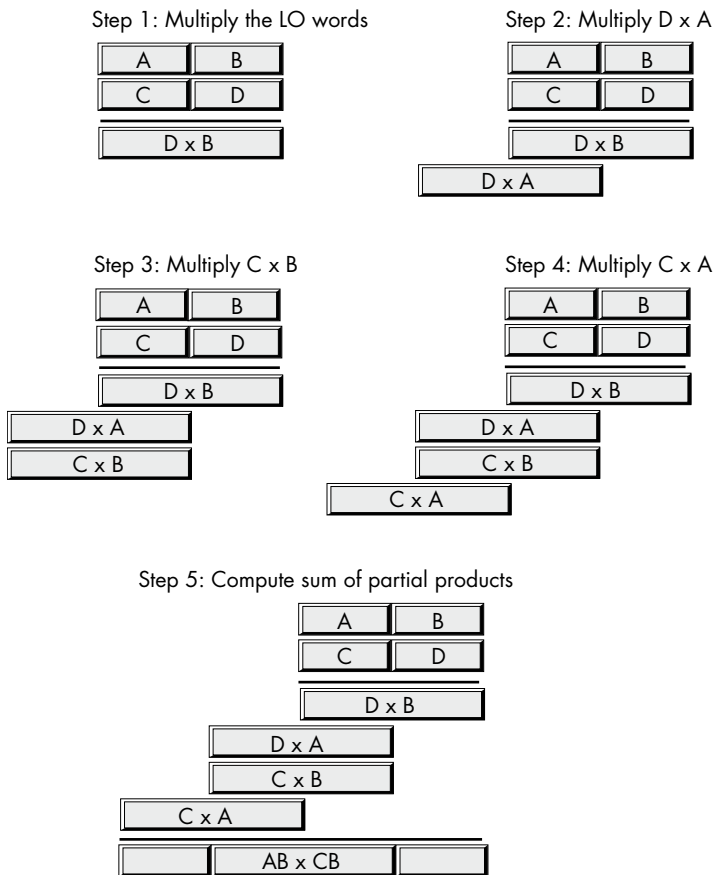 Step 1: Multiply the LO words
A B
C D
D x B
Step 2: Multiply D x A
A B
C D
D x B
D x A
Step 3: Multiply C x B
A B
C D
D x B
D x A
C x B
Step 4: Multiply C x A
A B
C D
D x B
D x A
C x B
C x A
Step 5: Compute sum of partial products
A B
C D
D x B
D x A
C x B
C x A
AB x CB